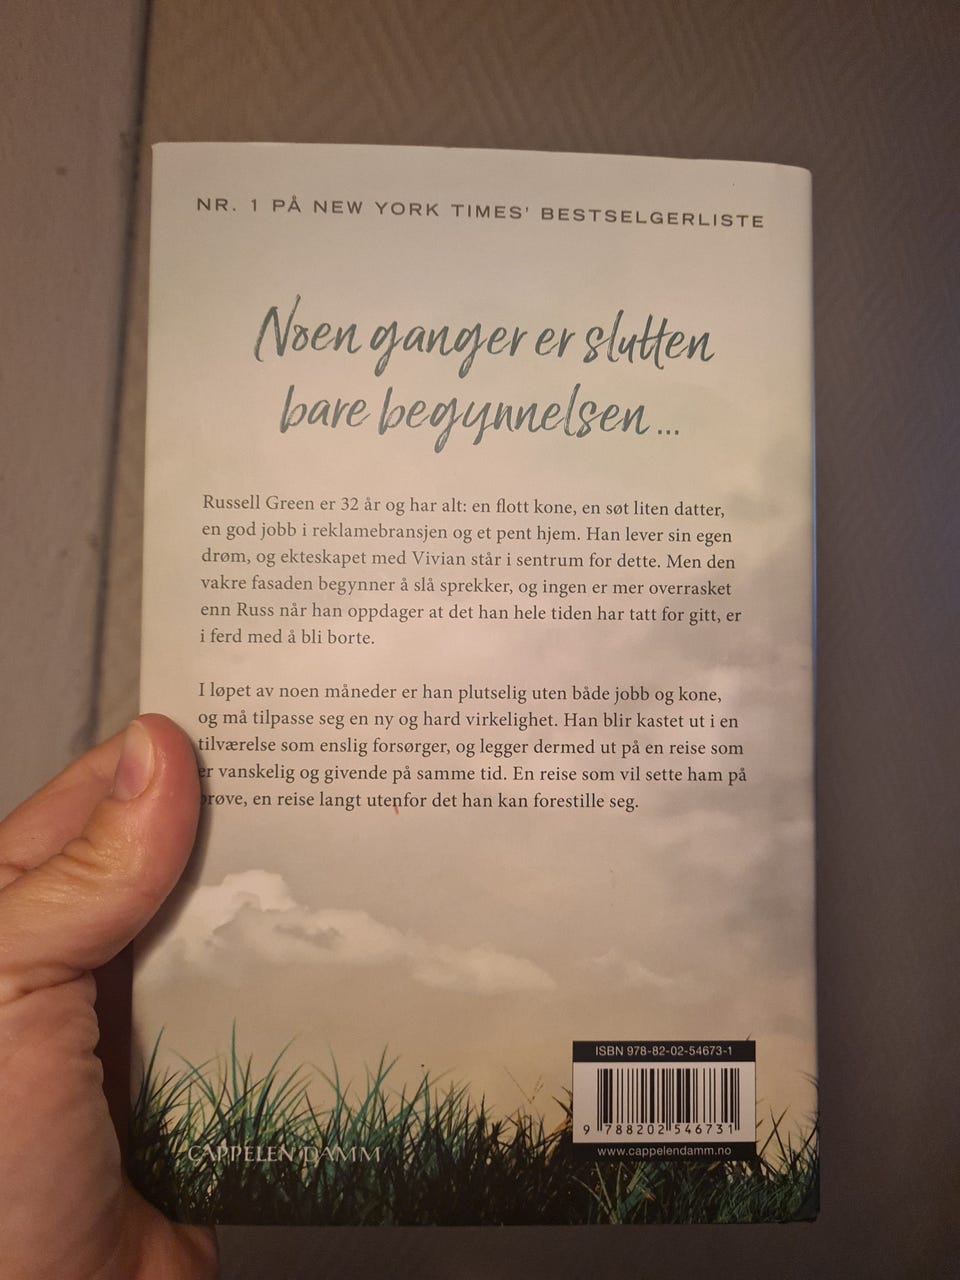 NR. 1 PÅ NEW YORK TIMES' BESTSELGERLISTE
Noen ganger er slutten
bare begynnelsen...
Russell Green er 32 år og har alt: en flott kone, en søt liten datter,
en god jobb i reklamebransjen og et pent hjem. Han lever sin egen
drøm, og ekteskapet med Vivian står i sentrum for dette. Men den
vakre fasaden begynner å slå sprekker, og ingen er mer overrasket
enn Russ når han oppdager at det han hele tiden har tatt for gitt, er
i ferd med å bli borte.
I løpet av noen måneder er han plutselig uten både jobb og kone,
og må tilpasse seg en ny og hard virkelighet. Han blir kastet ut i en
tilværelse som enslig forsørger, og legger dermed ut på en reise som
er vanskelig og givende på samme tid. En reise som vil sette ham på
prøve, en reise langt utenfor det han kan forestille seg.
ISBN 978-82-02-54673-1
9 788202 546731
www.cappelendamm.no
CAPPELEN DAMM